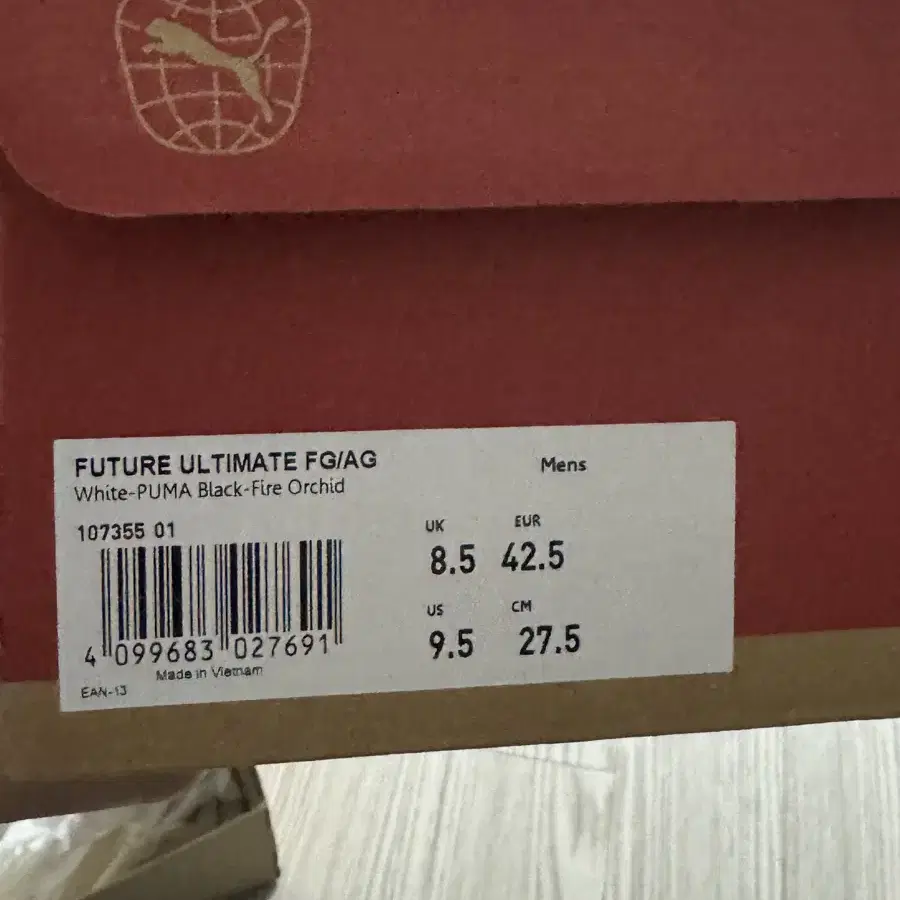 FUTURE ULTIMATE FG/AG
White-PUMA Black-Fire Orchid
Mens
107355 01
UK EUR
8.5 42.5
US CM
9.5 27.5
4 099683 027691
Made in Vietnam
EAN-13